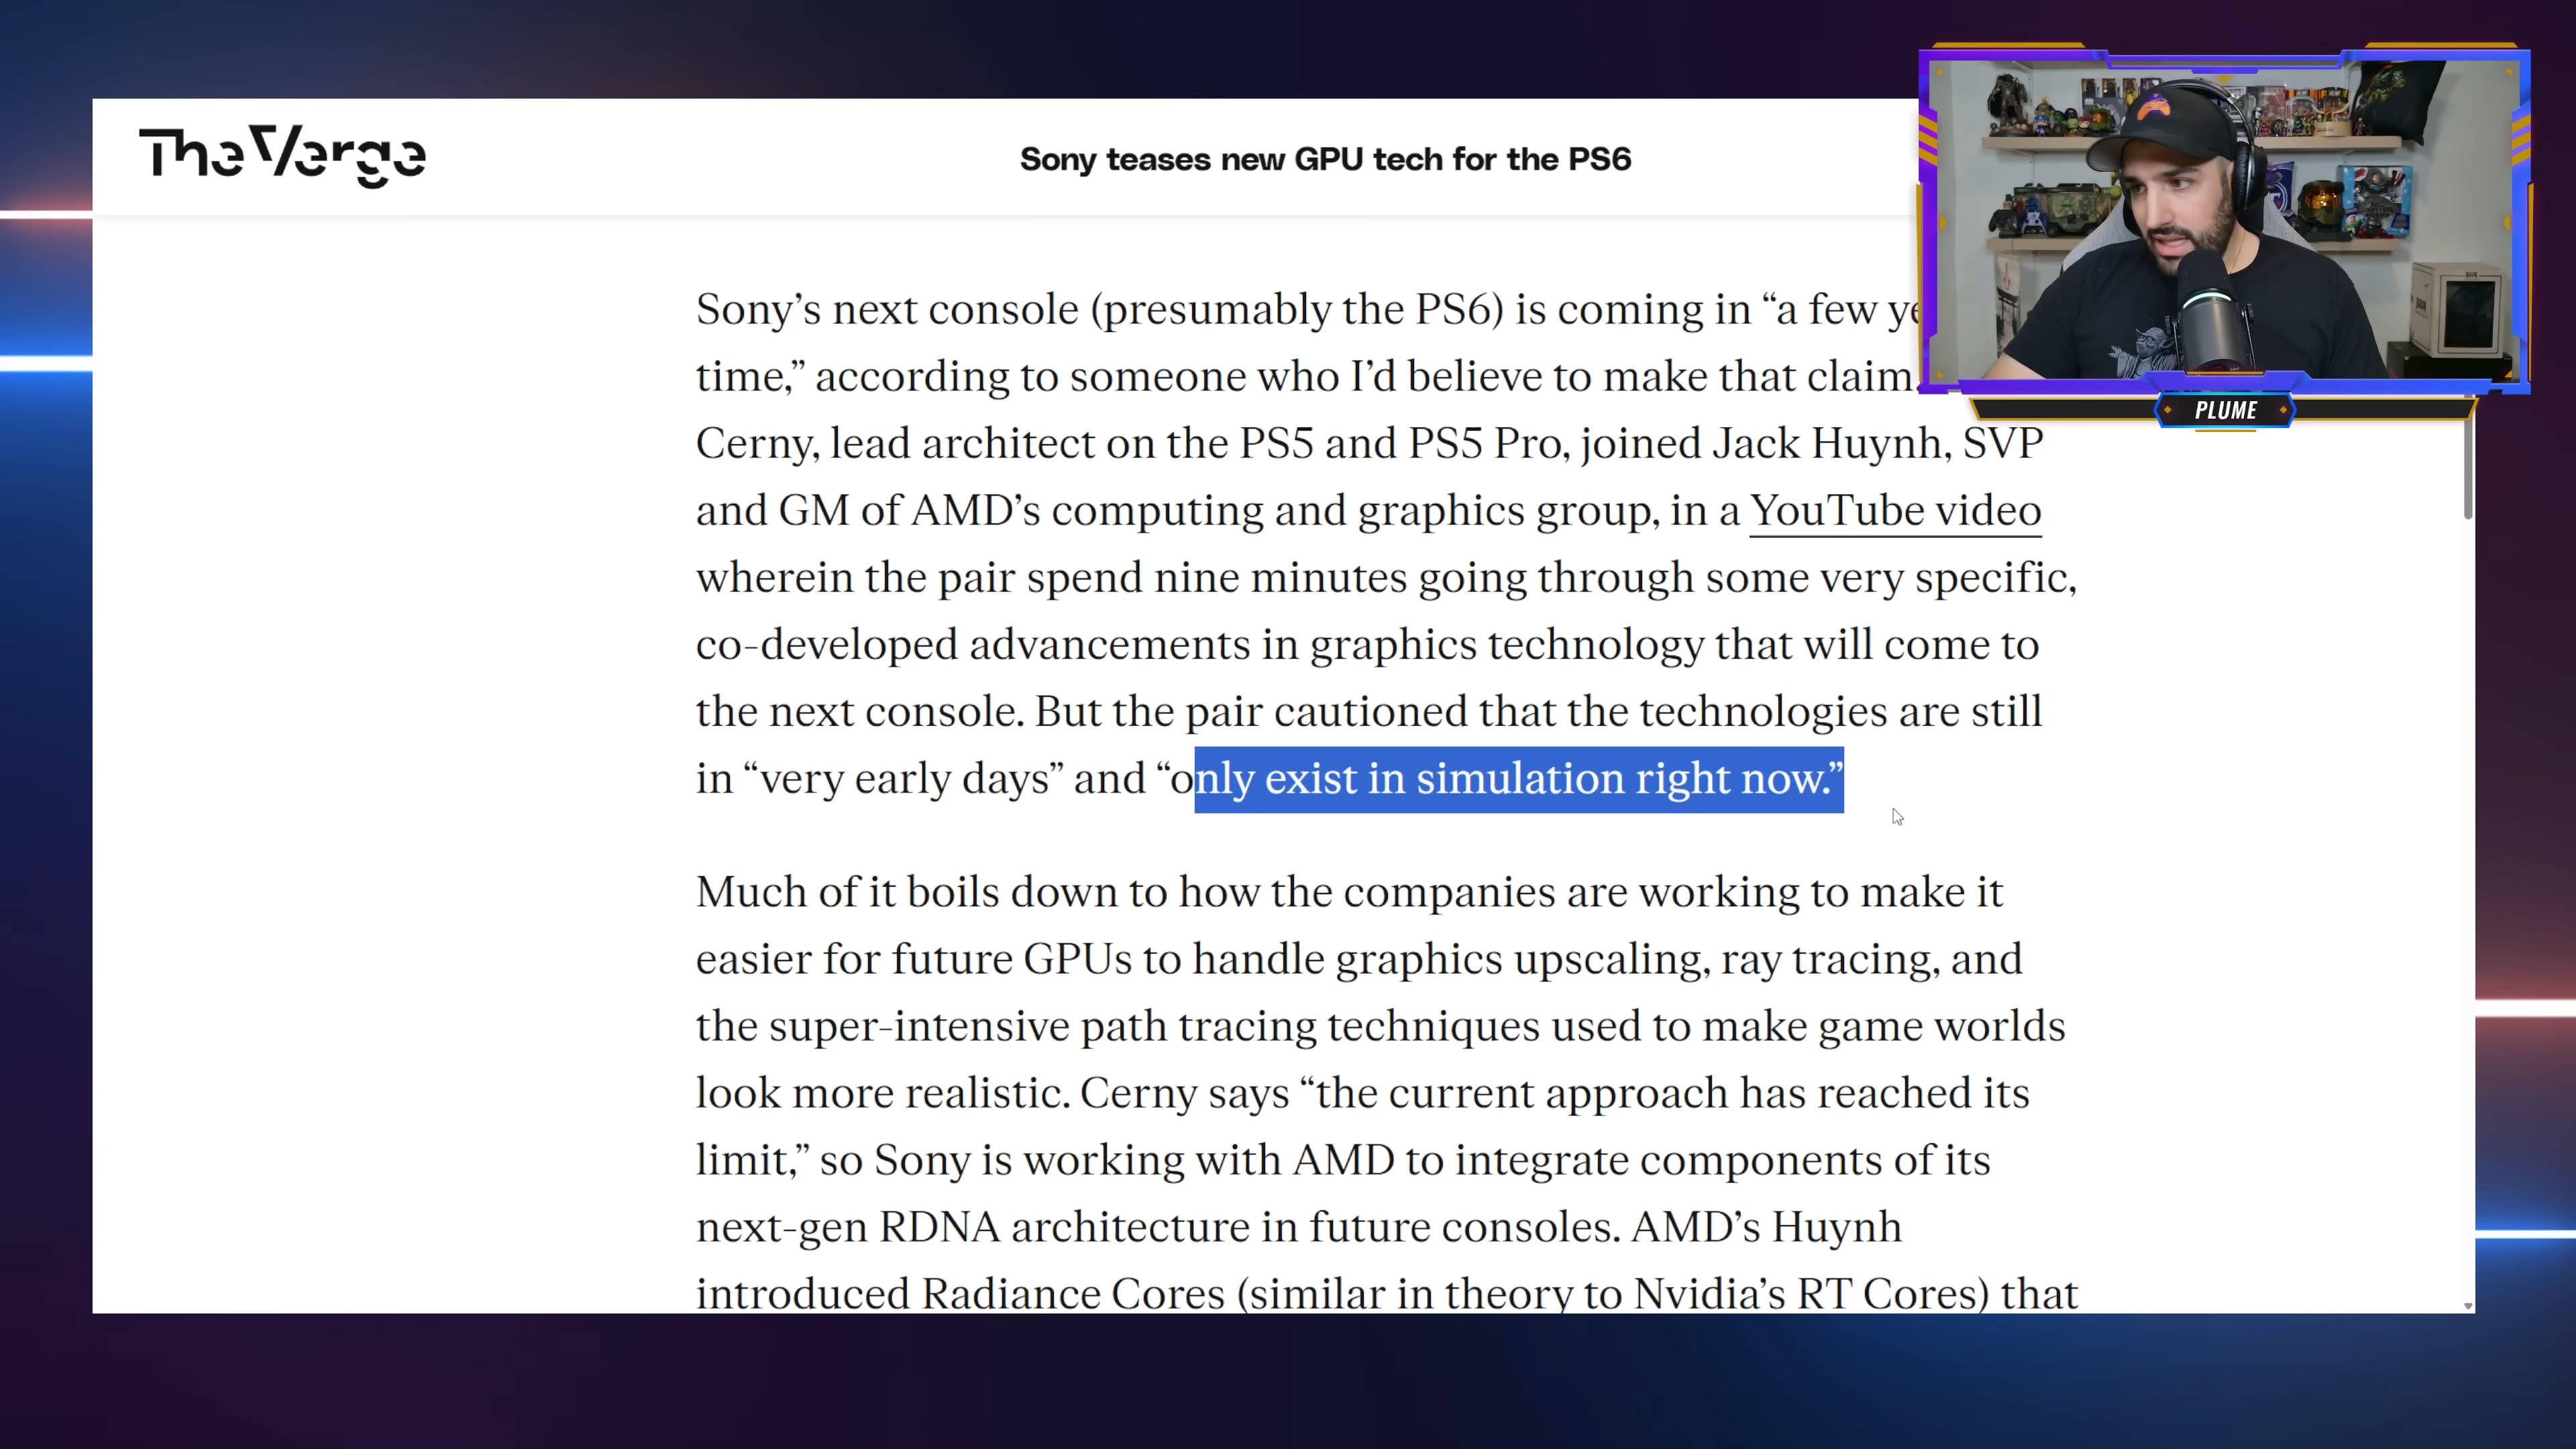 The Verge
Sony teases new GPU tech for the PS6
Sony’s next console (presumably the PS6) is coming in “a few
time,” according to someone who I’d believe to make that claim.
Cerny, lead architect on the PS5 and PS5 Pro, joined Jack Huynh, SVP
and GM of AMD’s computing and graphics group, in a YouTube video
wherein the pair spend nine minutes going through some very specific,
co-developed advancements in graphics technology that will come to
the next console. But the pair cautioned that the technologies are still
in “very early days” and “only exist in simulation right now.”
Much of it boils down to how the companies are working to make it
easier for future GPUs to handle graphics upscaling, ray tracing, and
the super-intensive path tracing techniques used to make game worlds
look more realistic. Cerny says “the current approach has reached its
limit,” so Sony is working with AMD to integrate components of its
next-gen RDNA architecture in future consoles. AMD’s Huynh
introduced Radiance Cores (similar in theory to Nvidia’s RT Cores) that
PLUME